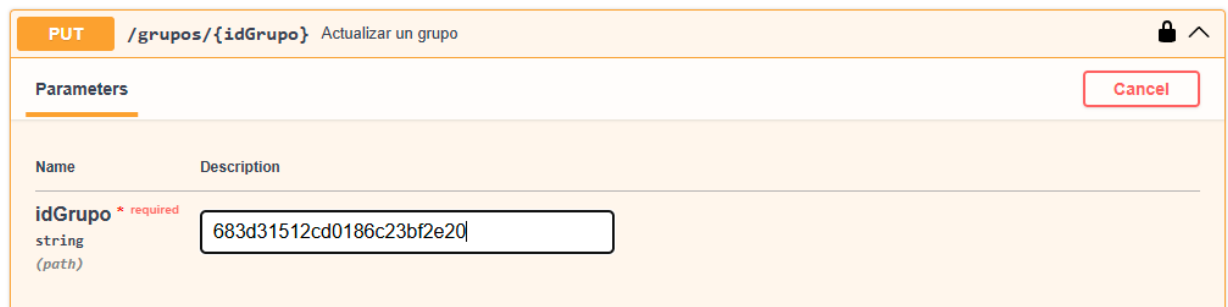 PUT /grupos/{idGrupo} Actualizar un grupo
Parameters Cancel
Name Description
idGrupo * required
683d31512cd0186c23bf2e20
string
(path)